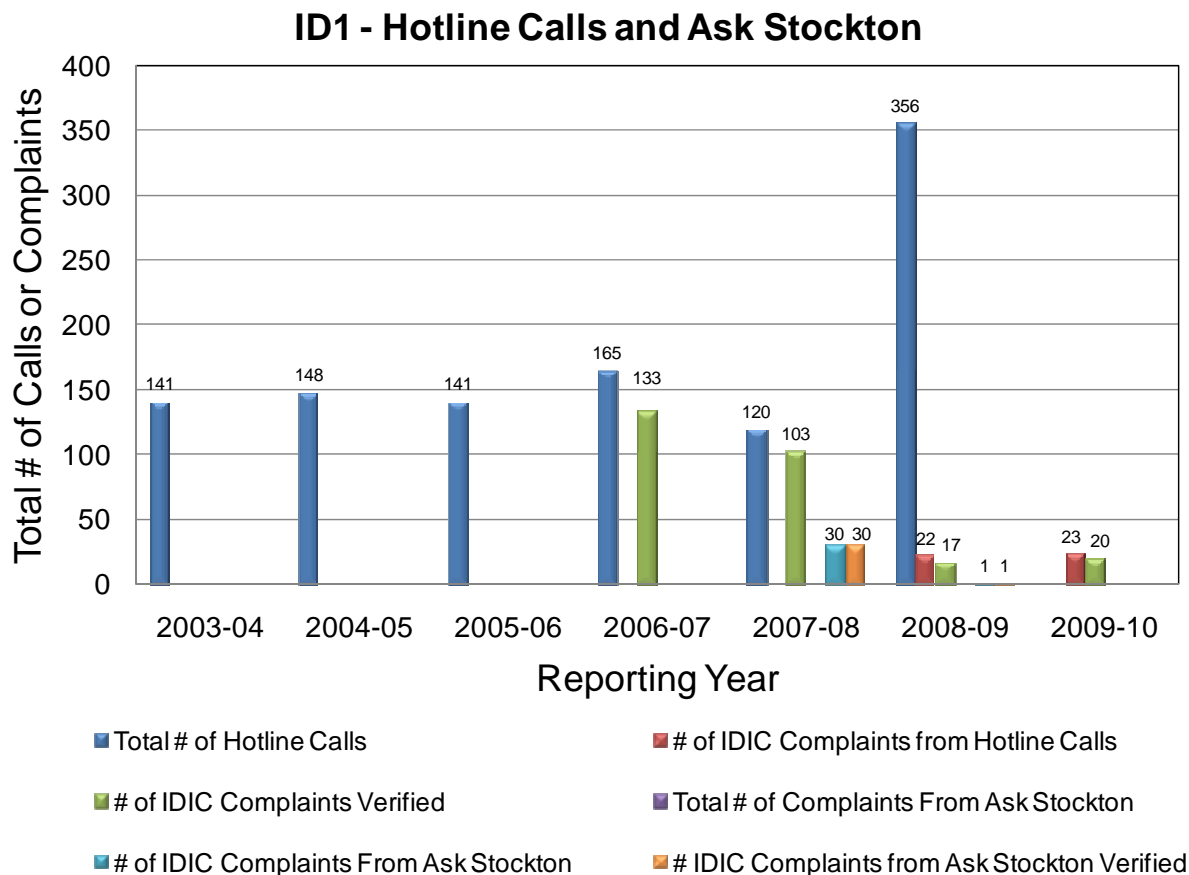 ID1 - Hotline Calls and Ask Stockton
Total # of Calls or Complaints
400
350
300
250
200
150
100
50
0
141
148
141
165
133
120
103
30 30
356
22 17
1 1
23 20
2003-04 2004-05 2005-06 2006-07 2007-08 2008-09 2009-10
Reporting Year
Total # of Hotline Calls
# of IDIC Complaints from Hotline Calls
# of IDIC Complaints Verified
Total # of Complaints From Ask Stockton
# of IDIC Complaints From Ask Stockton
# IDIC Complaints from Ask Stockton Verified